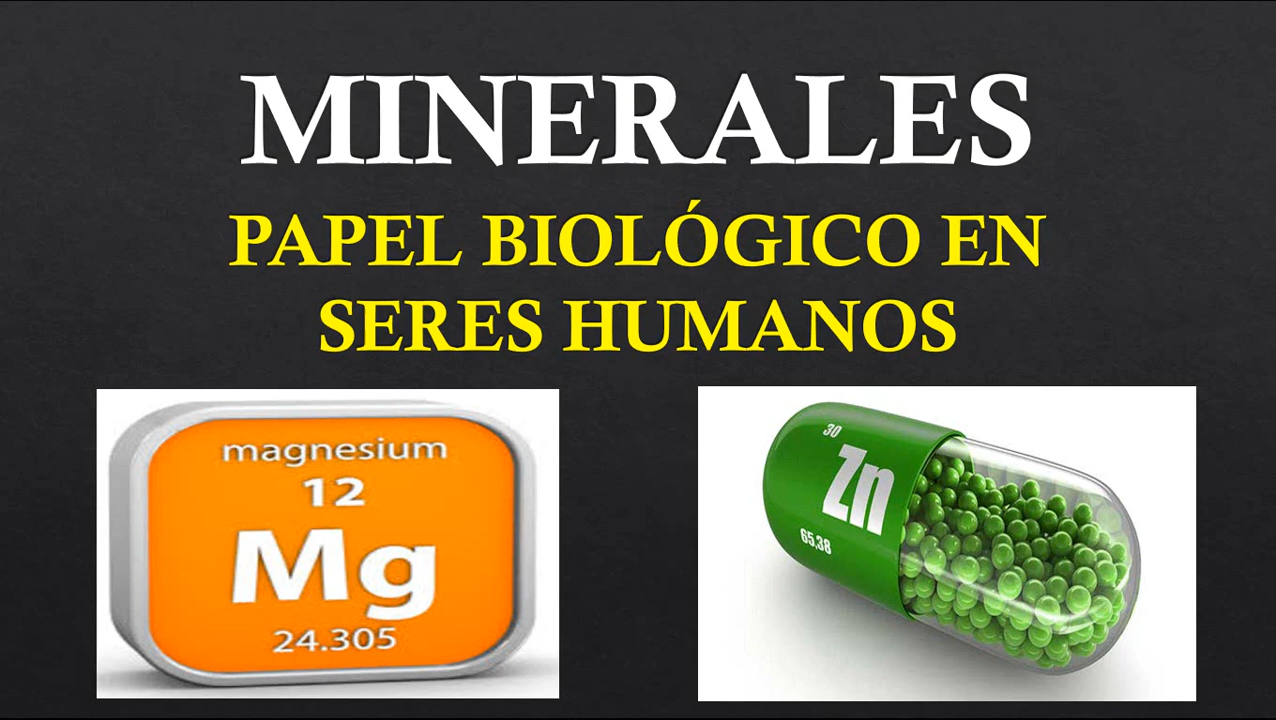 MINERALES
PAPEL BIOLÓGICO EN
SERES HUMANOS
magnesium
12
Mg
24.305
30
Zn
65,38